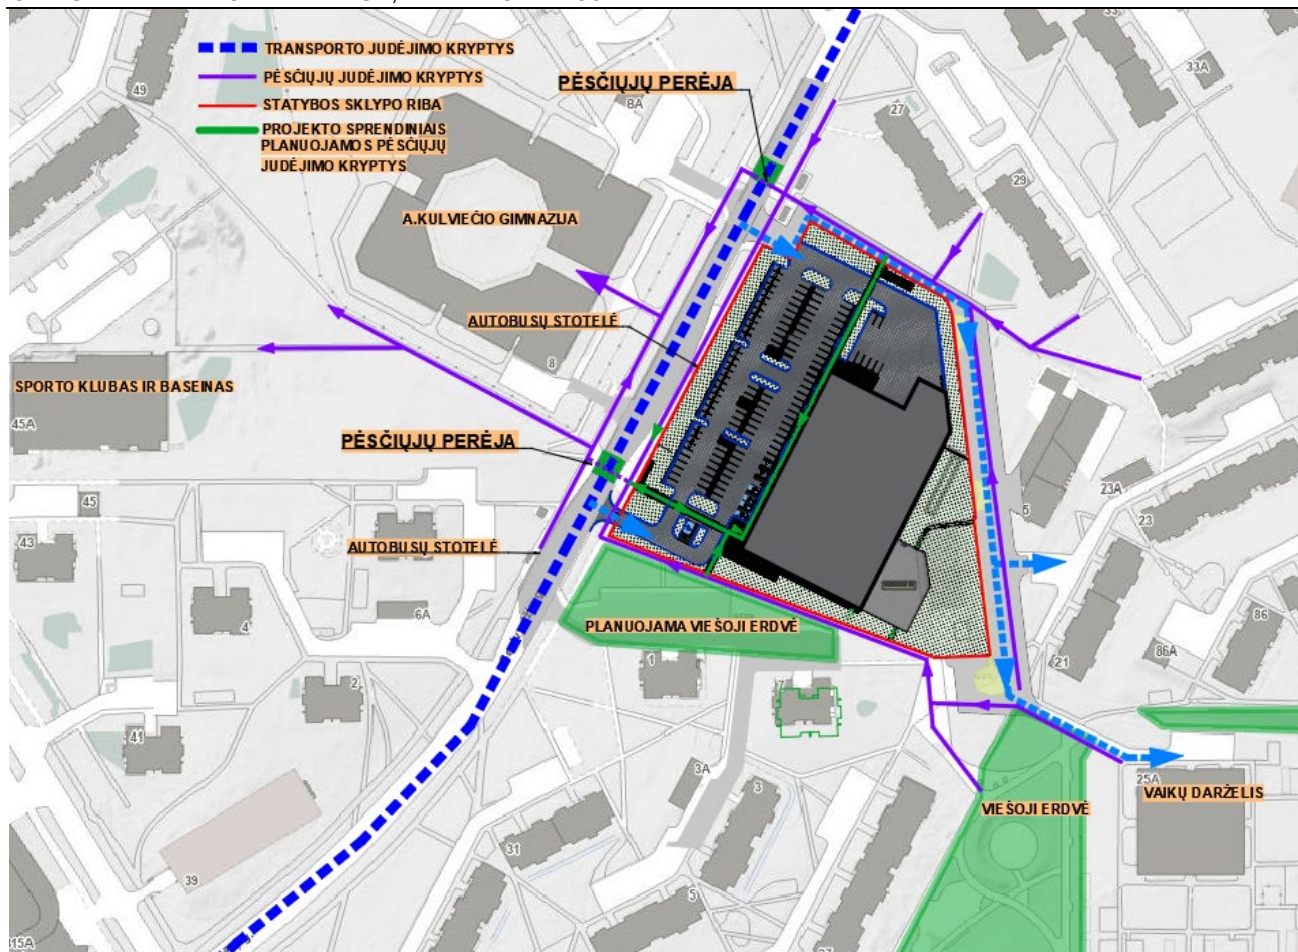 TRANSPORTO JUDĖJIMO KRYPTYS
PĖSČIŲJŲ JUDĖJIMO KRYPTYS
STATYBOS SKLYPO RIBA
PROJEKTO SPRENDINIAIS
PLANUOJAMOS PĖSČIŲJŲ
JUDĖJIMO KRYPTYS
PĖSČIŲJŲ PERĖJA
33A
49
8A
27
29
A.KULVIEČIO GIMNAZIJA
AUTOBUSŲ STOTELĖ
8
SPORTO KLUBAS IR BASEINAS
45A
PĖSČIŲJŲ PERĖJA
45
43
AUTOBUSŲ STOTELĖ
23A
23
6A
4
PLANUOJAMA VIEŠOJI ERDVĖ
1
21
86A
86
2
7
41
3A
3
25A
VAIKŲ DARŽELIS
VIEŠOJI ERDVĖ
31
39
5
315A